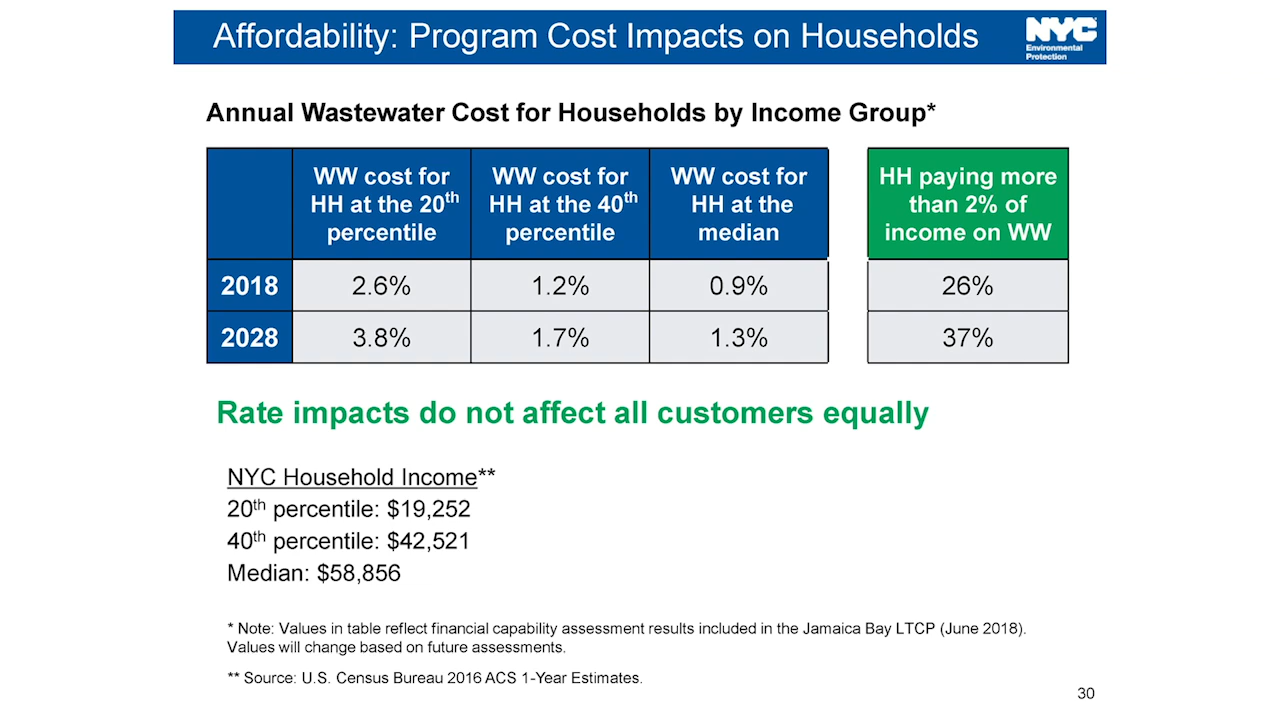 Affordability: Program Cost Impacts on Households
NYC
Environmental
Protection
Annual Wastewater Cost for Households by Income Group*
WW cost for HH at the 20th percentile
WW cost for HH at the 40th percentile
WW cost for HH at the median
HH paying more than 2% of income on WW
2018 2.6% 1.2% 0.9% 26%
2028 3.8% 1.7% 1.3% 37%
Rate impacts do not affect all customers equally
NYC Household Income**
20th percentile: $19,252
40th percentile: $42,521
Median: $58,856
* Note: Values in table reflect financial capability assessment results included in the Jamaica Bay LTCP (June 2018).
Values will change based on future assessments.
** Source: U.S. Census Bureau 2016 ACS 1-Year Estimates.
30